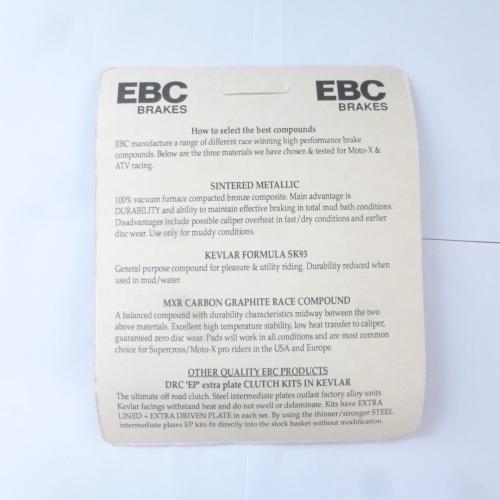 EBC BRAKES EBC BRAKES
How to select the best compounds
EBC manufacture a range of different race winning high performance brake
compounds. Below are the three materials we have chosen & tested for Moto-X &
ATV racing.
SINTERED METALLIC
100% vacuum furnace compacted bronze composite. Main advantage is
DURABILITY and ability to maintain effective braking in total mud bath conditions.
Disadvantages include possible caliper overheat in fast/dry conditions and earlier
disc wear. Use only for muddy conditions.
KEVLAR FORMULA SK93
General purpose compound for pleasure & utility riding. Durability reduced when
used in mud/water.
MXR CARBON GRAPHITE RACE COMPOUND
A balanced compound with durability characteristics midway between the two
above materials. Excellent high temperature stability, low heat transfer to caliper,
guaranteed zero disc wear. Pads will work in all conditions and are most common
choice for Supercross/Moto-X pro riders in the USA and Europe.
OTHER QUALITY EBC PRODUCTS
DRC 'EP' extra plate CLUTCH KITS IN KEVLAR
The ultimate off road clutch. Steel intermediate plates outlast factory alloy units.
Kevlar facings withstand heat and do not swell or delaminate. Kits have EXTRA
LINED + EXTRA DRIVEN PLATE in each set. By using the thinner/stronger STEEL
intermediate plates EP kits fit directly into the stock basket without modification.